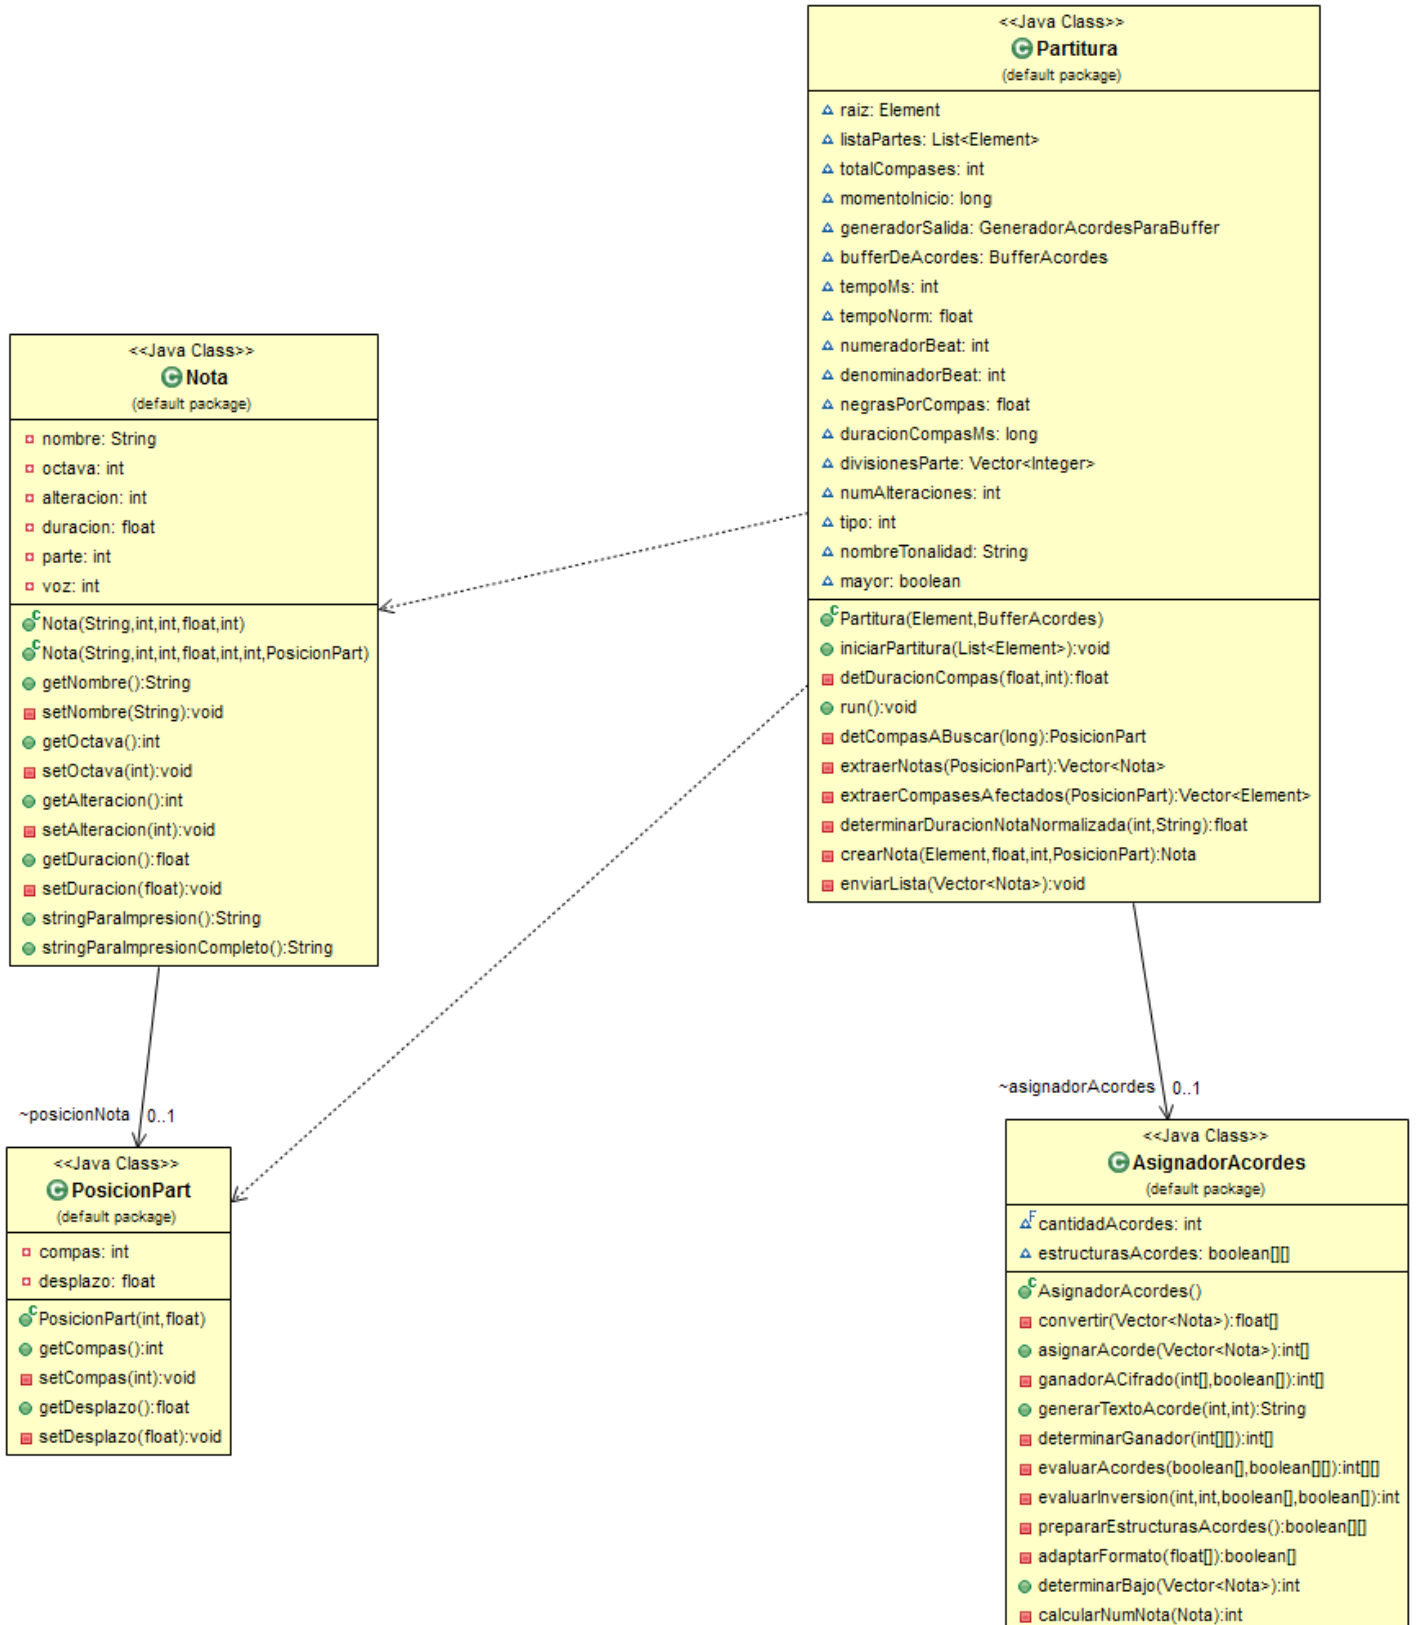 <<Java Class>>
Partitura
(default package)
raiz: Element
listaPartes: List<Element>
totalCompases: int
momentoInicio: long
generadorSalida: GeneradorAcordesParaBuffer
bufferDeAcordes: BufferAcordes
tempoMs: int
tempoNorm: float
numeradorBeat: int
denominadorBeat: int
negrasPorCompas: float
duracionCompasMs: long
divisionesParte: Vector<Integer>
numAlteraciones: int
tipo: int
nombreTonalidad: String
mayor: boolean
Partitura(Element,BufferAcordes)
iniciarPartitura(List<Element>):void
detDuracionCompas(float,int):float
run():void
detCompasABuscar(long):PosicionPart
extraerNotas(PosicionPart):Vector<Nota>
extraerCompasesAfectados(PosicionPart):Vector<Element>
determinarDuracionNotaNormalizada(int,String):float
crearNota(Element,float,int,PosicionPart):Nota
enviarLista(Vector<Nota>):void
<<Java Class>>
Nota
(default package)
nombre: String
octava: int
alteracion: int
duracion: float
parte: int
voz: int
Nota(String,int,int,float,int)
Nota(String,int,int,float,int,int,PosicionPart)
getNombre():String
setNombre(String):void
getOctava():int
setOctava(int):void
getAlteracion():int
setAlteracion(int):void
getDuracion():float
setDuracion(float):void
stringParaImpresion():String
stringParaImpresionCompleto():String
~posicionNota 0..1
<<Java Class>>
PosicionPart
(default package)
compas: int
desplazo: float
PosicionPart(int,float)
getCompas():int
setCompas(int):void
getDesplazo():float
setDesplazo(float):void
~asignadorAcordes 0..1
<<Java Class>>
AsignadorAcordes
(default package)
cantidadAcordes: int
estructurasAcordes: boolean[][]
AsignadorAcordes()
convertir(Vector<Nota>):float[]
asignarAcorde(Vector<Nota>):int[]
ganadorACifrado(int[],boolean[]):int[]
generarTextoAcorde(int,int):String
determinarGanador(int[][]):int[]
evaluarAcordes(boolean[],boolean[][]):int[][]
evaluarInversion(int,int,boolean[],boolean[]):int
prepararEstructurasAcordes():boolean[][]
adaptarFormato(float[]):boolean[]
determinarBajo(Vector<Nota>):int
calcularNumNota(Nota):int